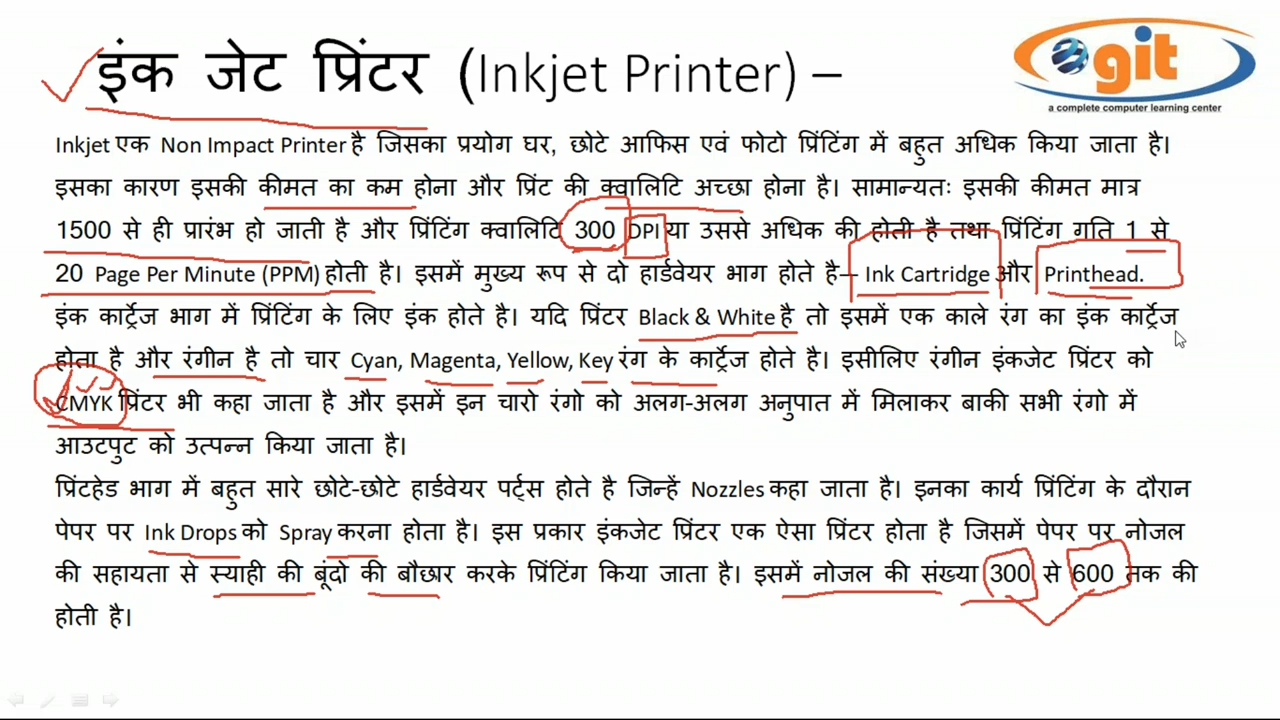 इंक जेट प्रिंटर (Inkjet Printer) –
egit
a complete computer learning center
Inkjet एक Non Impact Printer है जिसका प्रयोग घर, छोटे आफिस एवं फोटो प्रिंटिंग में बहुत अधिक किया जाता है।
इसका कारण इसकी कीमत का कम होना और प्रिंट की क्वालिटि अच्छा होना है। सामान्यतः इसकी कीमत मात्र
1500 से ही प्रारंभ हो जाती है और प्रिंटिंग क्वालिटि 300 DPI या उससे अधिक की होती है तथा प्रिंटिंग गति 1 से
20 Page Per Minute (PPM) होती है। इसमें मुख्य रूप से दो हार्डवेयर भाग होते है– Ink Cartridge और Printhead.
इंक कार्ट्रेज भाग में प्रिंटिंग के लिए इंक होते है। यदि प्रिंटर Black & White है तो इसमें एक काले रंग का इंक कार्ट्रेज
होता है और रंगीन है तो चार Cyan, Magenta, Yellow, Key रंग के कार्ट्रेज होते है। इसीलिए रंगीन इंकजेट प्रिंटर को
CMYK प्रिंटर भी कहा जाता है और इसमें इन चारो रंगो को अलग-अलग अनुपात में मिलाकर बाकी सभी रंगो में
आउटपुट को उत्पन्न किया जाता है।
प्रिंटहेड भाग में बहुत सारे छोटे-छोटे हार्डवेयर पर्ट्स होते है जिन्हें Nozzles कहा जाता है। इनका कार्य प्रिंटिंग के दौरान
पेपर पर Ink Drops को Spray करना होता है। इस प्रकार इंकजेट प्रिंटर एक ऐसा प्रिंटर होता है जिसमें पेपर पर नोजल
की सहायता से स्याही की बूंदो की बौछार करके प्रिंटिंग किया जाता है। इसमें नोजल की संख्या 300 से 600 तक की
होती है।